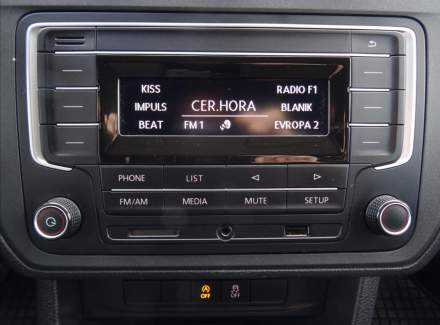 KISS RADIO F1
IMPULS CER.HORA BLANIK
BEAT FM 1 EVROPA 2
PHONE LIST
FM/AM MEDIA MUTE SETUP
OFF OFF